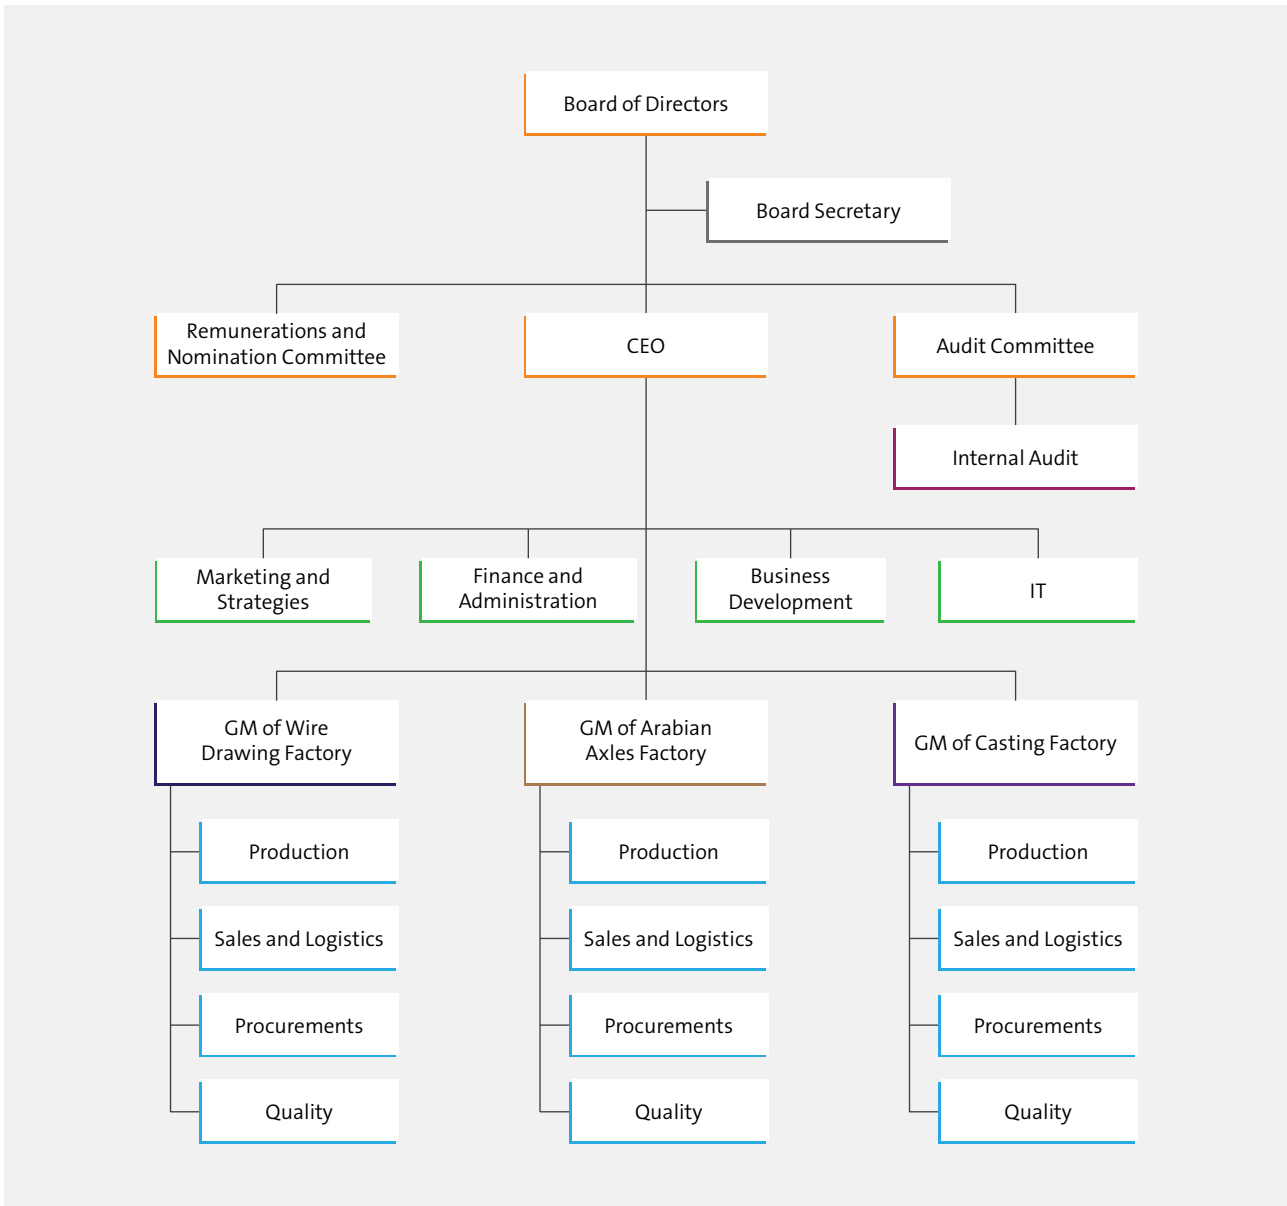 Board of Directors
Board Secretary
Remunerations and
Nomination Committee
CEO
Audit Committee
Internal Audit
Marketing and
Strategies
Finance and
Administration
Business
Development
IT
GM of Wire
Drawing Factory
GM of Arabian
Axles Factory
GM of Casting Factory
Production
Production
Production
Sales and Logistics
Sales and Logistics
Sales and Logistics
Procurements
Procurements
Procurements
Quality
Quality
Quality